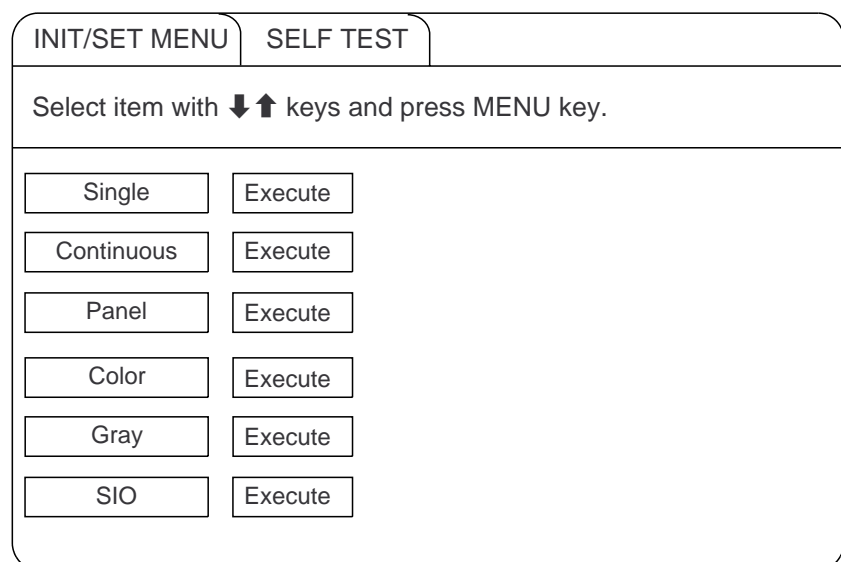 INIT/SET MENU SELF TEST
Select item with ⬇⬆ keys and press MENU key.
Single Execute
Continuous Execute
Panel Execute
Color Execute
Gray Execute
SIO Execute